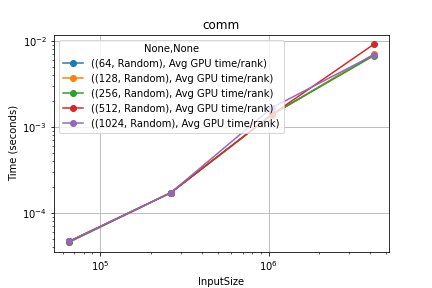 comm
None,None
((64, Random), Avg GPU time/rank)
((128, Random), Avg GPU time/rank)
((256, Random), Avg GPU time/rank)
((512, Random), Avg GPU time/rank)
((1024, Random), Avg GPU time/rank)
Time (seconds)
10⁻²
10⁻³
10⁻⁴
10⁵ 10⁶
InputSize